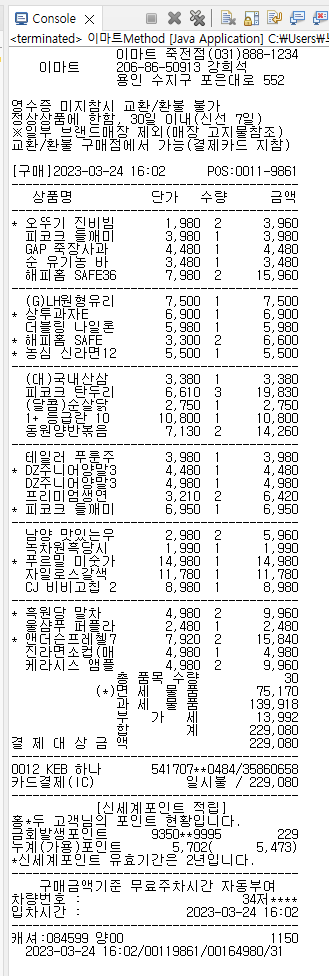 Console
<terminated> 이마트Method [Java Application] C:₩Users₩부
이마트 죽전점(031)888-1234
이마트 206-86-50913 강희석
용인 수지구 포은대로 552
영수증 미지참시 교환/환불 불가
정상상품에 한함, 30일 이내(신선 7일)
※일부 브랜드매장 제외(매장 고지물참조)
교환/환불 구매점에서 가능(결제카드 지참)
[구매]2023-03-24 16:02 POS:0011-9861
상품명 단가 수량 금액
* 오뚜기 진비빔 1,980 2 3,960
피코크 들깨미 3,980 1 3,980
GAP 죽장사과 4,480 1 4,480
순 유기농 바 3,480 1 3,480
해피홈 SAFE36 7,980 2 15,960
(G)LH원형유리 7,500 1 7,500
* 상투과자E 6,900 1 6,900
더블링 나일론 5,980 1 5,980
* 해피홈 SAFE 3,300 2 6,600
* 농심 신라면12 5,500 1 5,500
(대)국내산삼 3,380 1 3,380
피코크 탄두리 6,610 3 19,830
(달콤)순살닭 2,750 1 2,750
1+ 등급란 10 10,800 1 10,800
동원양반볶음 7,130 2 14,260
테일러 푸룬주 3,980 1 3,980
* DZ주니어양말3 4,480 1 4,480
DZ주니어양말3 4,980 1 4,980
프리미엄생연 3,210 2 6,420
* 피코크 들깨미 6,950 1 6,950
남양 맛있는우 2,980 2 5,960
녹차원흑당시 1,990 1 1,990
* 푸르밀 미숫가 14,980 1 14,980
자셀로스갈색 11,780 1 11,780
CJ 비비고칩 2 8,980 1 8,980
* 흑원당 말차 4,980 2 9,960
울샴푸 퍼플라 2,480 1 2,480
* 앤더슨프레첼7 7,920 2 15,840
진라면소컵(매 4,980 1 4,980
케라시스 앰플 4,980 2 9,960
총 품목 수량 30
(*)면 세 물 품 75,170
과 세 물 품 139,918
부 가 세 13,992
합 계 229,080
결 제 대 상 금 액 229,080
0012 KEB 하나 541707**0484/35860658
카드결제(IC) 일시불 / 229,080
[신세계포인트 적립]
홍*두 고객님의 포인트 현황입니다.
금회발생포인트 9350**9995 229
누계(가용)포인트 5,702( 5,473)
*신세계포인트 유효기간은 2년입니다.
구매금액기준 무료주차시간 자동부여
차량번호 : 34저****
입차시간 : 2023-03-24 16:02
캐셔:084599 양00 1150
2023-03-24 16:02/00119861/00164980/31